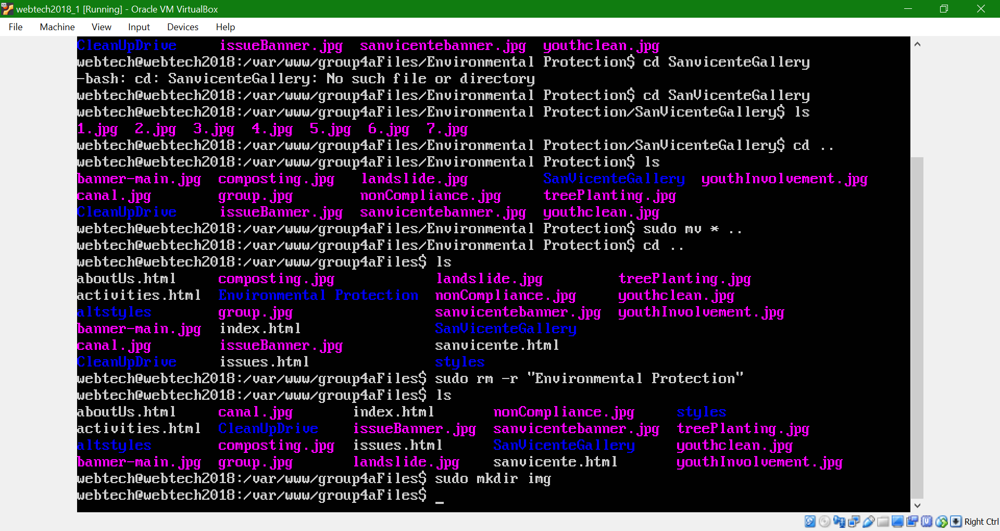 webtech2018_1 [Running] - Oracle VM VirtualBox
File Machine View Input Devices Help
CleanUpDrive issueBanner.jpg sanvicentebanner.jpg youthclean.jpg
webtech@webtech2018:/var/www/group4aFiles/Environmental Protection$ cd SanvicenteGallery
-bash: cd: SanvicenteGallery: No such file or directory
webtech@webtech2018:/var/www/group4aFiles/Environmental Protection$ cd SanVicenteGallery
webtech@webtech2018:/var/www/group4aFiles/Environmental Protection/SanVicenteGallery$ ls
1.jpg 2.jpg 3.jpg 4.jpg 5.jpg 6.jpg 7.jpg
webtech@webtech2018:/var/www/group4aFiles/Environmental Protection/SanVicenteGallery$ cd ..
webtech@webtech2018:/var/www/group4aFiles/Environmental Protection$ ls
banner-main.jpg composting.jpg landslide.jpg SanVicenteGallery youthInvolvement.jpg
canal.jpg group.jpg nonCompliance.jpg treePlanting.jpg
CleanUpDrive issueBanner.jpg sanvicentebanner.jpg youthclean.jpg
webtech@webtech2018:/var/www/group4aFiles/Environmental Protection$ sudo mv * ..
webtech@webtech2018:/var/www/group4aFiles/Environmental Protection$ cd ..
webtech@webtech2018:/var/www/group4aFiles$ ls
aboutUs.html composting.jpg landslide.jpg treePlanting.jpg
activities.html Environmental Protection nonCompliance.jpg youthclean.jpg
altstyles group.jpg sanvicentebanner.jpg youthInvolvement.jpg
banner-main.jpg index.html SanVicenteGallery
canal.jpg issueBanner.jpg sanvicente.html
CleanUpDrive issues.html styles
webtech@webtech2018:/var/www/group4aFiles$ sudo rm -r "Environmental Protection"
webtech@webtech2018:/var/www/group4aFiles$ ls
aboutUs.html canal.jpg index.html nonCompliance.jpg styles
activities.html CleanUpDrive issueBanner.jpg sanvicentebanner.jpg treePlanting.jpg
altstyles composting.jpg issues.html SanVicenteGallery youthclean.jpg
banner-main.jpg group.jpg landslide.jpg sanvicente.html youthInvolvement.jpg
webtech@webtech2018:/var/www/group4aFiles$ sudo mkdir img
webtech@webtech2018:/var/www/group4aFiles$ _
Right Ctrl